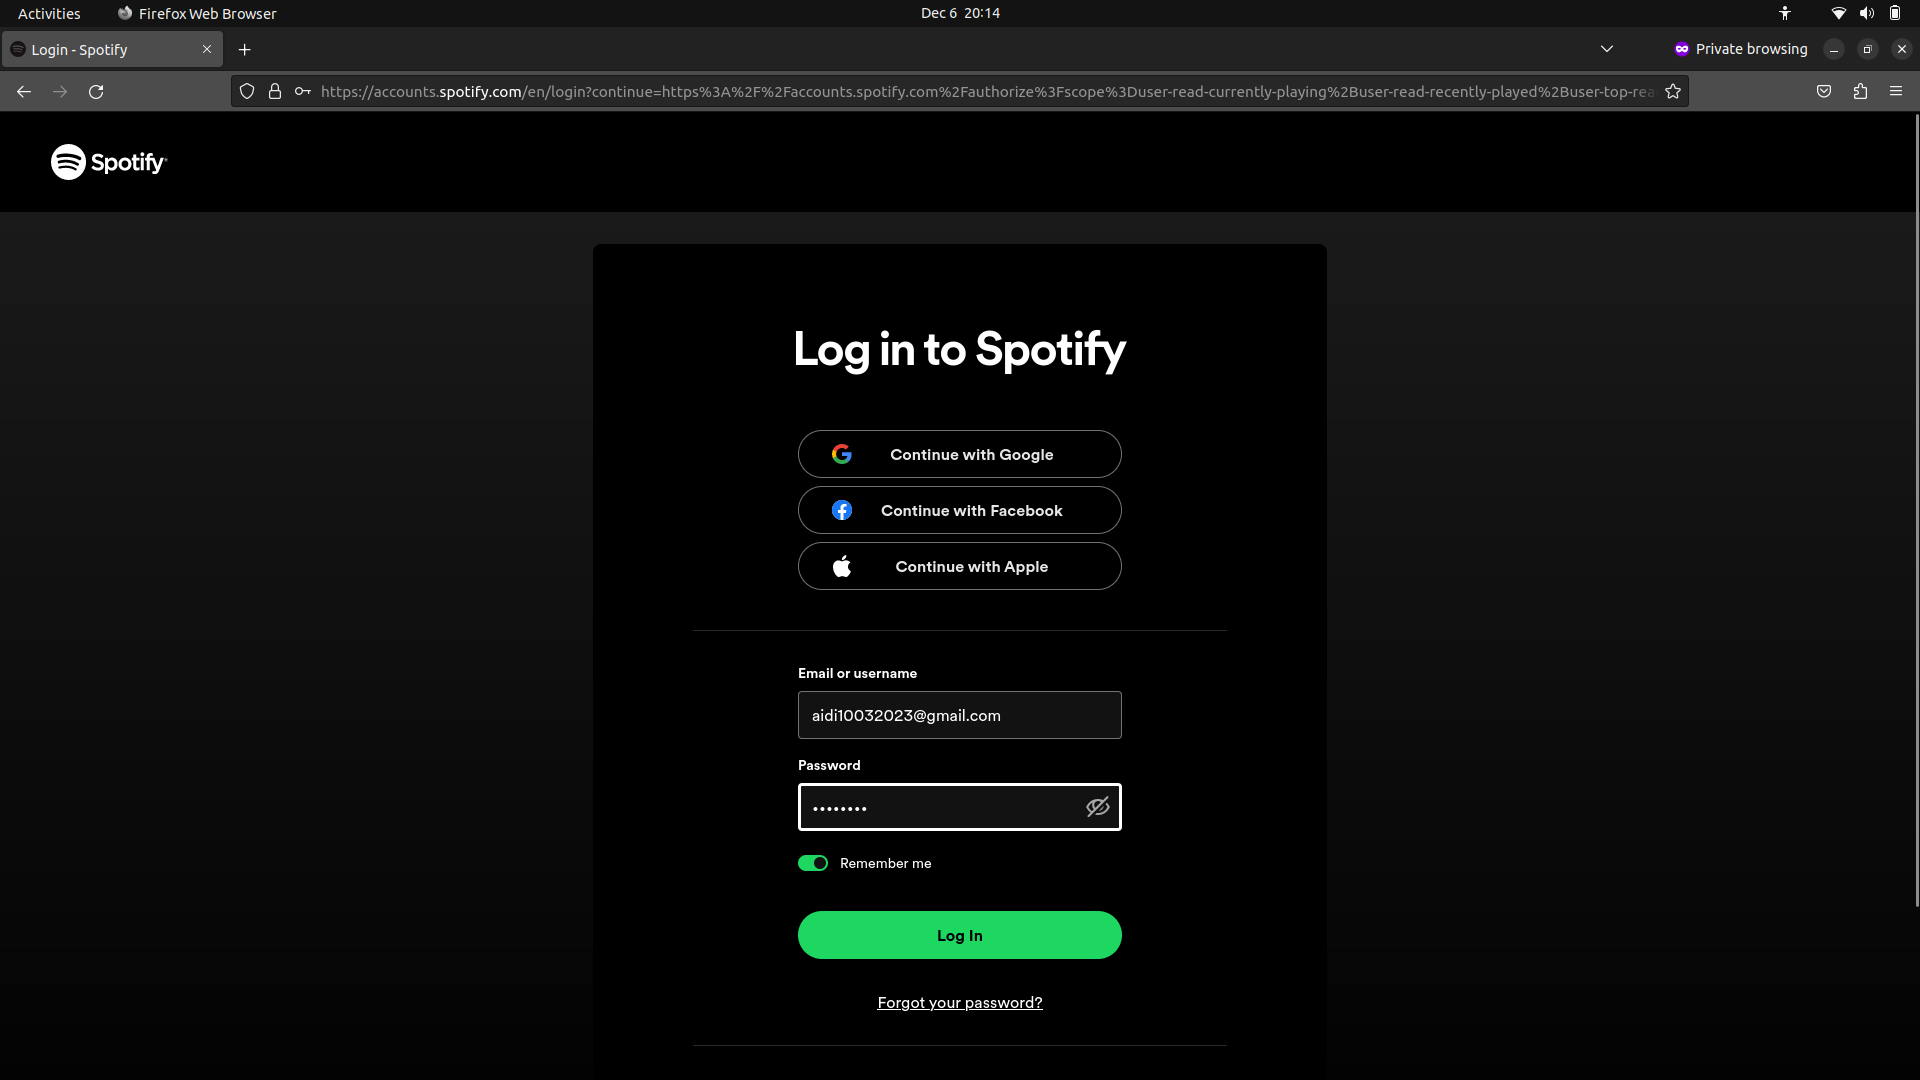 Activities
Firefox Web Browser
Dec 6 20:14
Login - Spotify
Private browsing
https://accounts.spotify.com/en/login?continue=https%3A%2F%2Faccounts.spotify.com%2Fauthorize%3Fscope%3Duser-read-currently-playing%2Buser-read-recently-played%2Buser-top-rea
Spotify
Log in to Spotify
Continue with Google
Continue with Facebook
Continue with Apple
Email or username
aidi10032023@gmail.com
Password
••••••••
Remember me
Log In
Forgot your password?